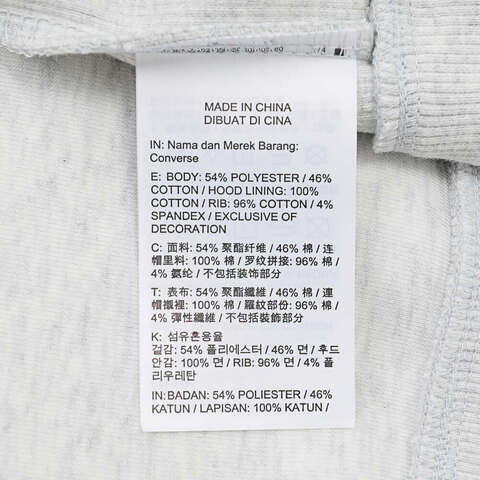 MADE IN CHINA
DIBUAT DI CINA
IN: Nama dan Merek Barang:
Converse
E: BODY: 54% POLYESTER / 46%
COTTON / HOOD LINING: 100%
COTTON / RIB: 96% COTTON / 4%
SPANDEX / EXCLUSIVE OF
DECORATION
C: 面料: 54% 聚酯纤维 / 46% 棉 / 连
帽里料: 100% 棉 / 罗纹拼接: 96% 棉 /
4% 氨纶 / 不包括装饰部分
T: 表布: 54% 聚酯纖維 / 46% 棉 / 連
帽襯裡: 100% 棉 / 羅紋部份: 96% 棉 /
4% 彈性纖維 / 不包括裝飾部分
K: 섬유혼용율
겉감: 54% 폴리에스터 / 46% 면 / 후드
안감: 100% 면 / RIB: 96% 면 / 4% 폴
리우레탄
IN: BADAN: 54% POLIESTER / 46%
KATUN / LAPISAN: 100% KATUN /